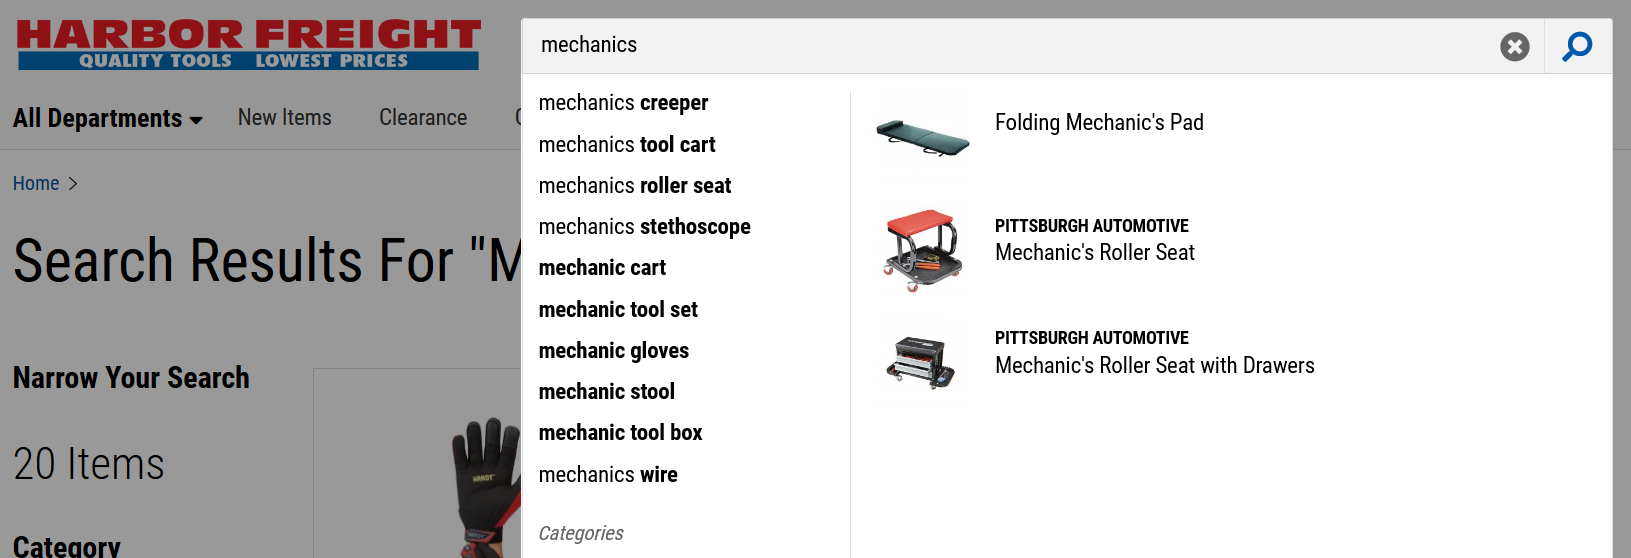 HARBOR FREIGHT
QUALITY TOOLS LOWEST PRICES
mechanics
All Departments
New Items
Clearance
Home
Search Results For "M
Narrow Your Search
20 Items
Category
HARDY
mechanics creeper
mechanics tool cart
mechanics roller seat
mechanics stethoscope
mechanic cart
mechanic tool set
mechanic gloves
mechanic stool
mechanic tool box
mechanics wire
Categories
Folding Mechanic's Pad
PITTSBURGH AUTOMOTIVE
Mechanic's Roller Seat
PITTSBURGH AUTOMOTIVE
Mechanic's Roller Seat with Drawers